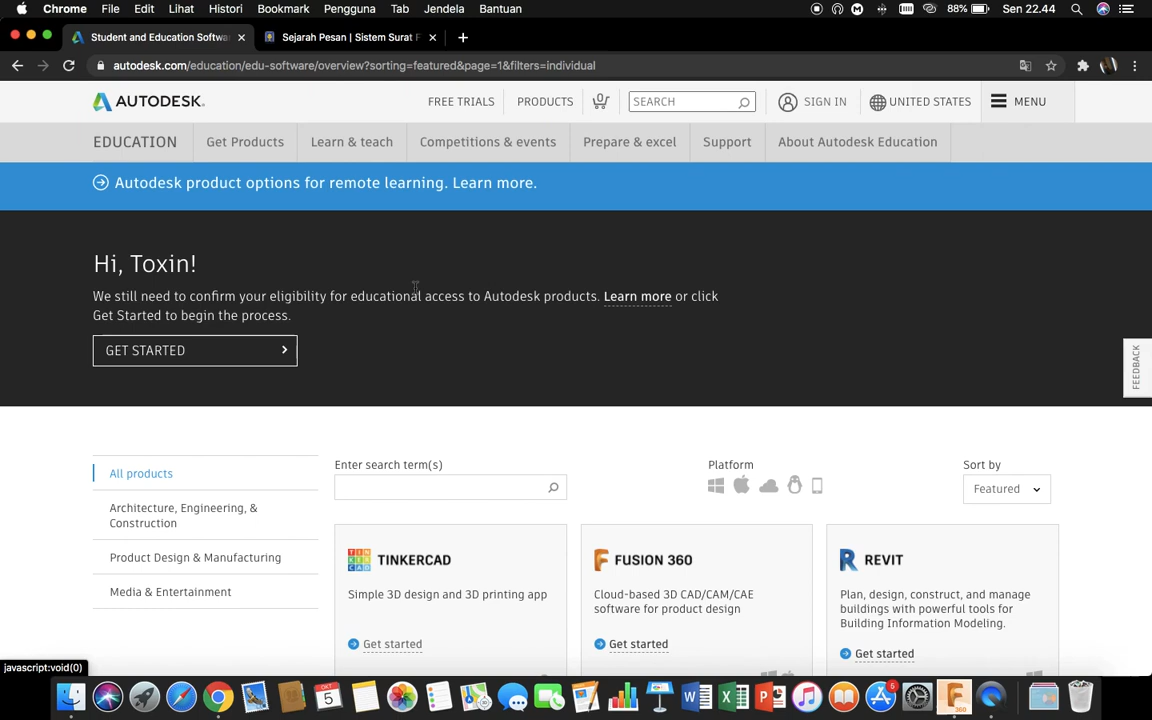 Chrome File Edit Lihat Histori Bookmark Pengguna Tab Jendela Bantuan 88% Sen 22.44
Student and Education Softwa
Sejarah Pesan | Sistem Surat F
autodesk.com/education/edu-software/overview?sorting=featured&page=1&filters=individual
AUTODESK. FREE TRIALS PRODUCTS 0 SEARCH SIGN IN UNITED STATES MENU
EDUCATION Get Products Learn & teach Competitions & events Prepare & excel Support About Autodesk Education
Autodesk product options for remote learning. Learn more.
Hi, Toxin!
We still need to confirm your eligibility for educational access to Autodesk products. Learn more or click
Get Started to begin the process.
GET STARTED
FEEDBACK
All products
Architecture, Engineering, &
Construction
Product Design & Manufacturing
Media & Entertainment
Enter search term(s)
Platform
Sort by
Featured
TINKERCAD
Simple 3D design and 3D printing app
Get started
FUSION 360
Cloud-based 3D CAD/CAM/CAE
software for product design
Get started
REVIT
Plan, design, construct, and manage
buildings with powerful tools for
Building Information Modeling.
Get started
javascript:void(0)